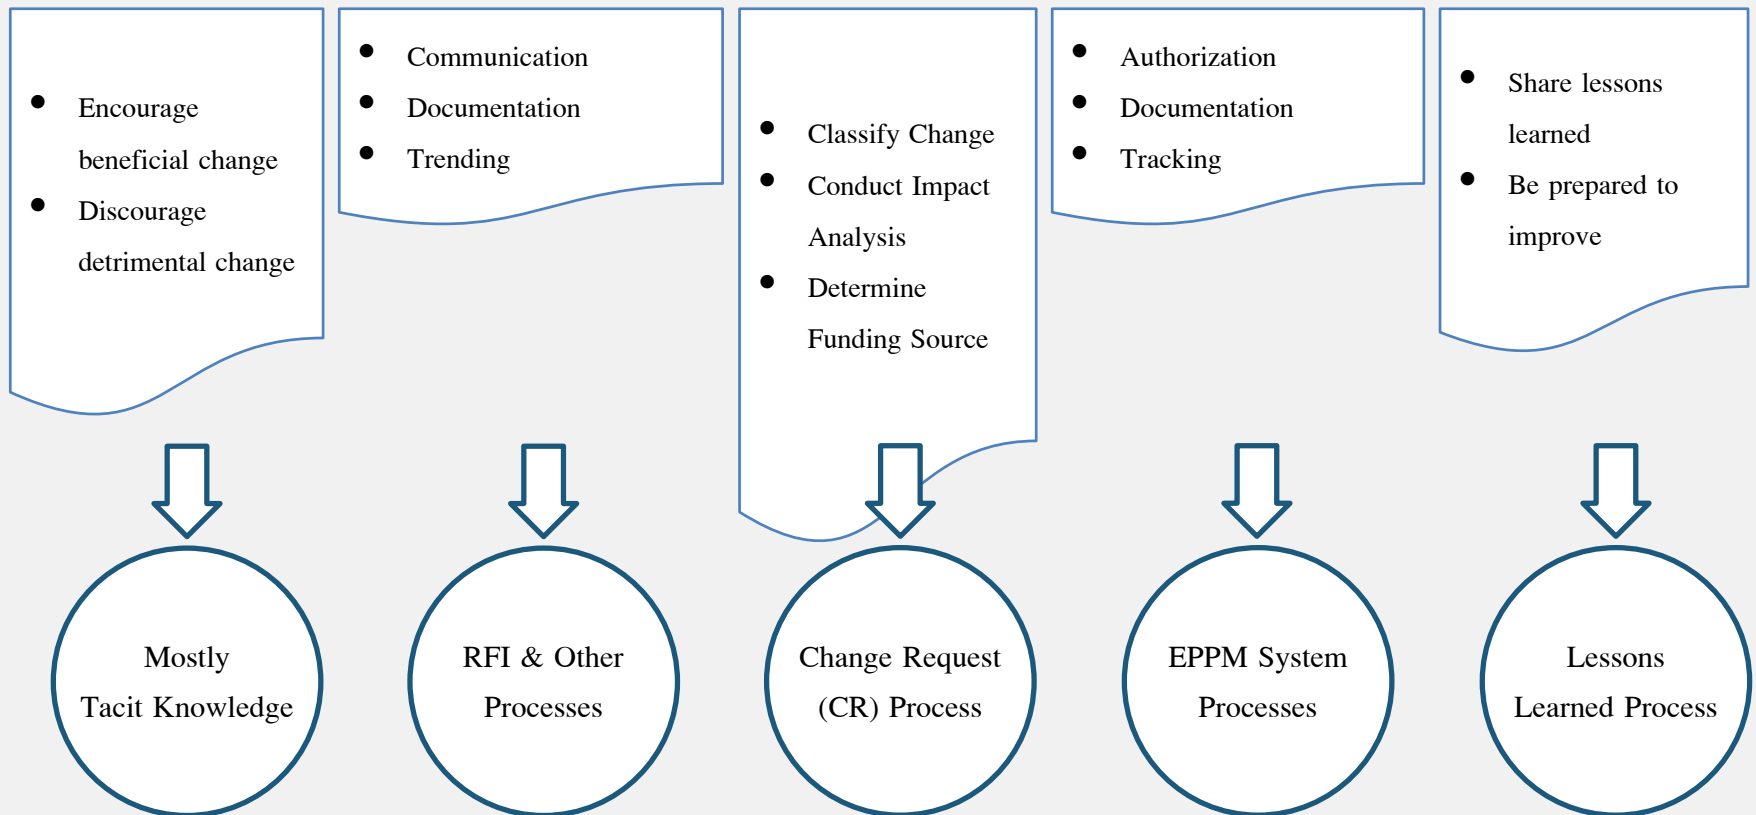 • Encourage
beneficial change
• Discourage
detrimental change
• Communication
• Documentation
• Trending
• Classify Change
• Conduct Impact
Analysis
• Determine
Funding Source
• Authorization
• Documentation
• Tracking
• Share lessons
learned
• Be prepared to
improve
Mostly
Tacit Knowledge
RFI & Other
Processes
Change Request
(CR) Process
EPPM System
Processes
Lessons
Learned Process